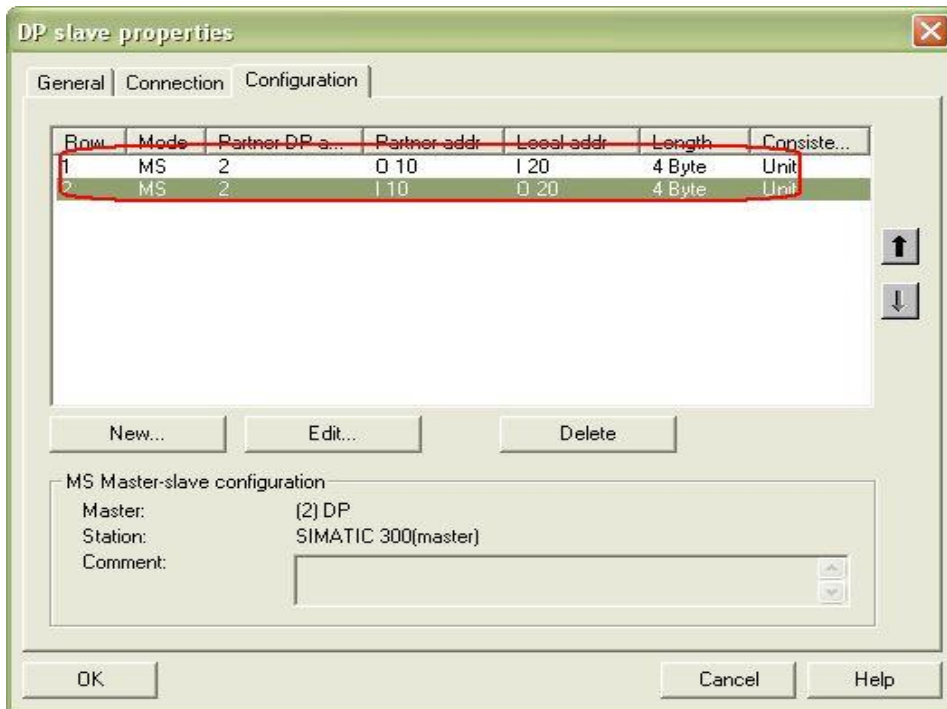 DP slave properties
General Connection Configuration
Row Mode Partner DP a... Partner addr Local addr Length Consiste...
1 MS 2 O 10 I 20 4 Byte Unit
2 MS 2 I 10 O 20 4 Byte Unit
New... Edit... Delete
MS Master-slave configuration
Master: (2) DP
Station: SIMATIC 300(master)
Comment:
OK Cancel Help